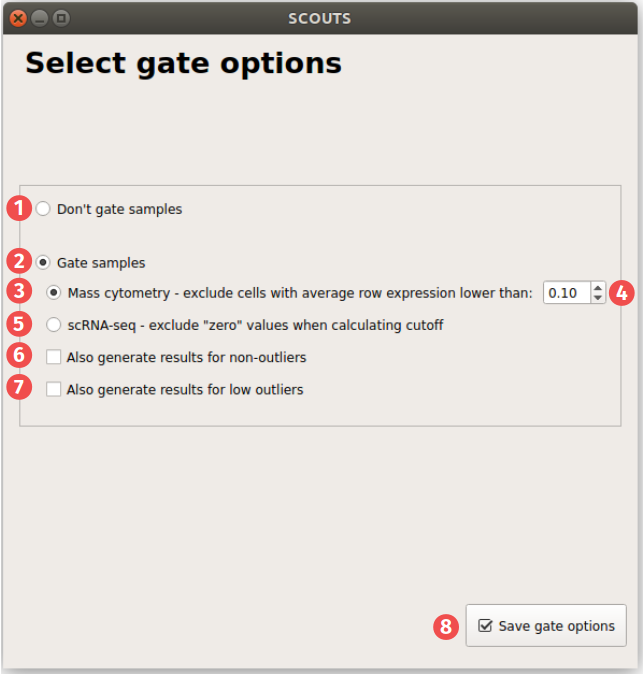 SCOUTS
Select gate options
1 Don't gate samples
2 Gate samples
3 Mass cytometry - exclude cells with average row expression lower than: 0.10 4
5 scRNA-seq - exclude "zero" values when calculating cutoff
6 Also generate results for non-outliers
7 Also generate results for low outliers
8 Save gate options